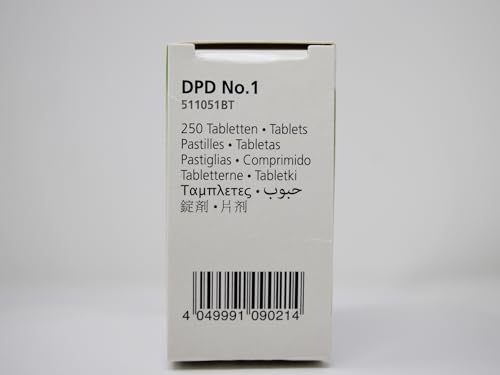 DPD No.1
511051BT
250 Tabletten • Tablets
Pastilles • Tabletas
Pastiglias • Comprimido
Tabletterne • Tabletki
Ταμπλετες • حبوب
錠剤 • 片剂
4 049991 090214